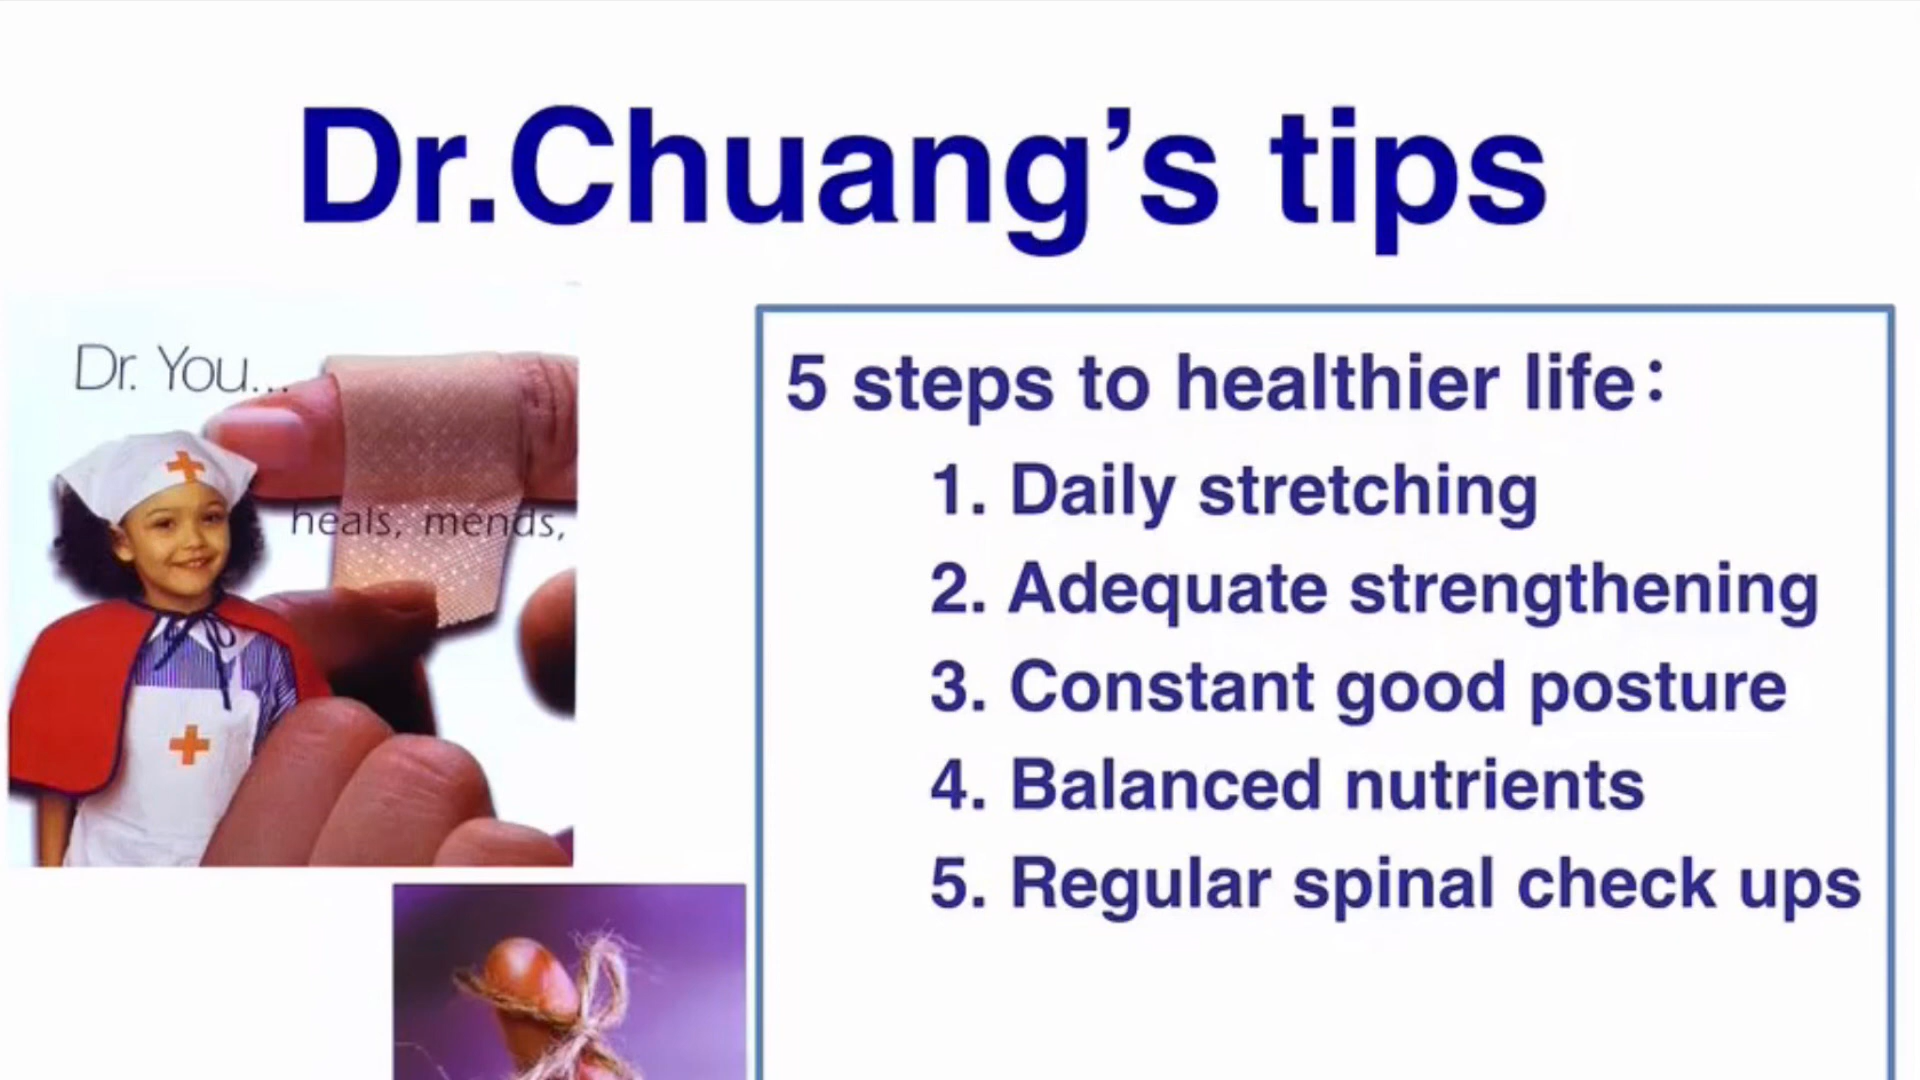 Dr.Chuang’s tips
Dr. You...
heals, mends,
5 steps to healthier life：
1. Daily stretching
2. Adequate strengthening
3. Constant good posture
4. Balanced nutrients
5. Regular spinal check ups